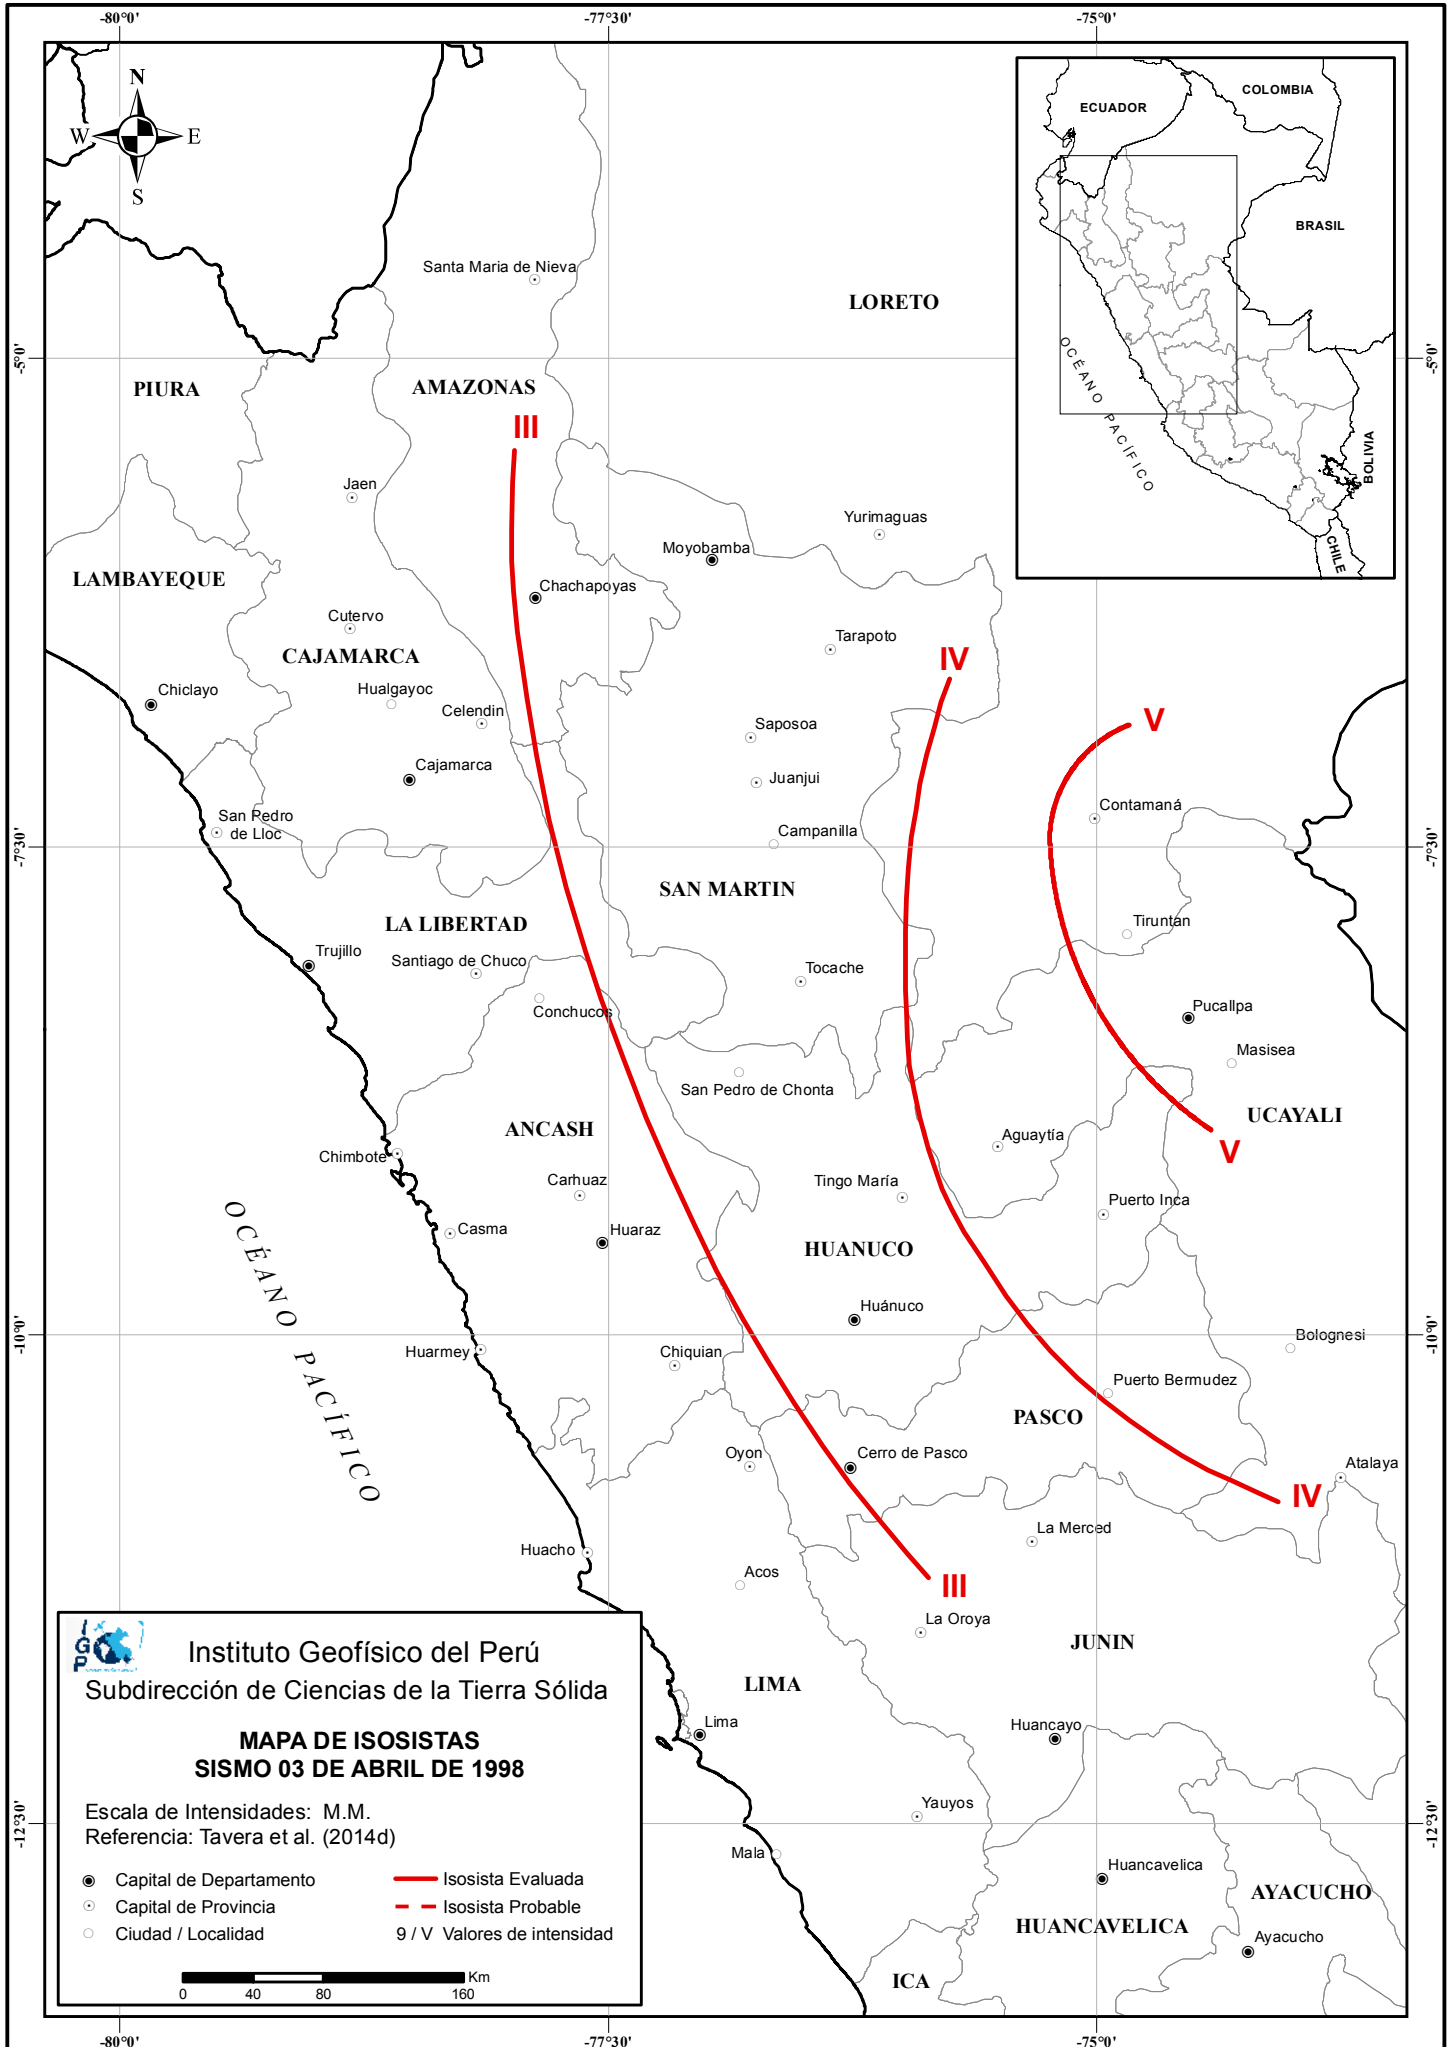 -80°0'
-77°30'
-75°0'
N
W
E
S
ECUADOR
COLOMBIA
BRASIL
BOLIVIA
CHILE
OCÉANO PACÍFICO
Santa Maria de Nieva
LORETO
-5°0'
-5°0'
PIURA
AMAZONAS
III
Jaen
Yurimaguas
Moyobamba
LAMBAYEQUE
Chachapoyas
Cutervo
Tarapoto
CAJAMARCA
IV
Chiclayo
Hualgayoc
Celendin
Saposoa
V
Cajamarca
Juanjui
Contamaná
San Pedro
de Lloc
Campanilla
-7°30'
-7°30'
SAN MARTIN
LA LIBERTAD
Tiruntan
Trujillo
Santiago de Chuco
Tocache
Conchucos
Pucallpa
Masisea
San Pedro de Chonta
UCAYALI
ANCASH
Aguaytía
V
Chimbote
Carhuaz
Tingo María
Puerto Inca
Casma
Huaraz
HUANUCO
OCÉANO PACÍFICO
Huánuco
-10°0'
-10°0'
Bolognesi
Huarmey
Chiquian
Puerto Bermudez
PASCO
Oyon
Cerro de Pasco
Atalaya
IV
La Merced
Huacho
Acos
III
La Oroya
JUNIN
LIMA
Lima
Huancayo
Yauyos
-12°30'
-12°30'
Mala
Huancavelica
AYACUCHO
HUANCAVELICA
Ayacucho
ICA
IGP
Instituto Geofísico del Perú
Subdirección de Ciencias de la Tierra Sólida
MAPA DE ISOSISTAS
SISMO 03 DE ABRIL DE 1998
Escala de Intensidades: M.M.
Referencia: Tavera et al. (2014d)
Capital de Departamento
Isosista Evaluada
Capital de Provincia
Isosista Probable
Ciudad / Localidad
9 / V Valores de intensidad
Km
0 40 80 160
-80°0'
-77°30'
-75°0'